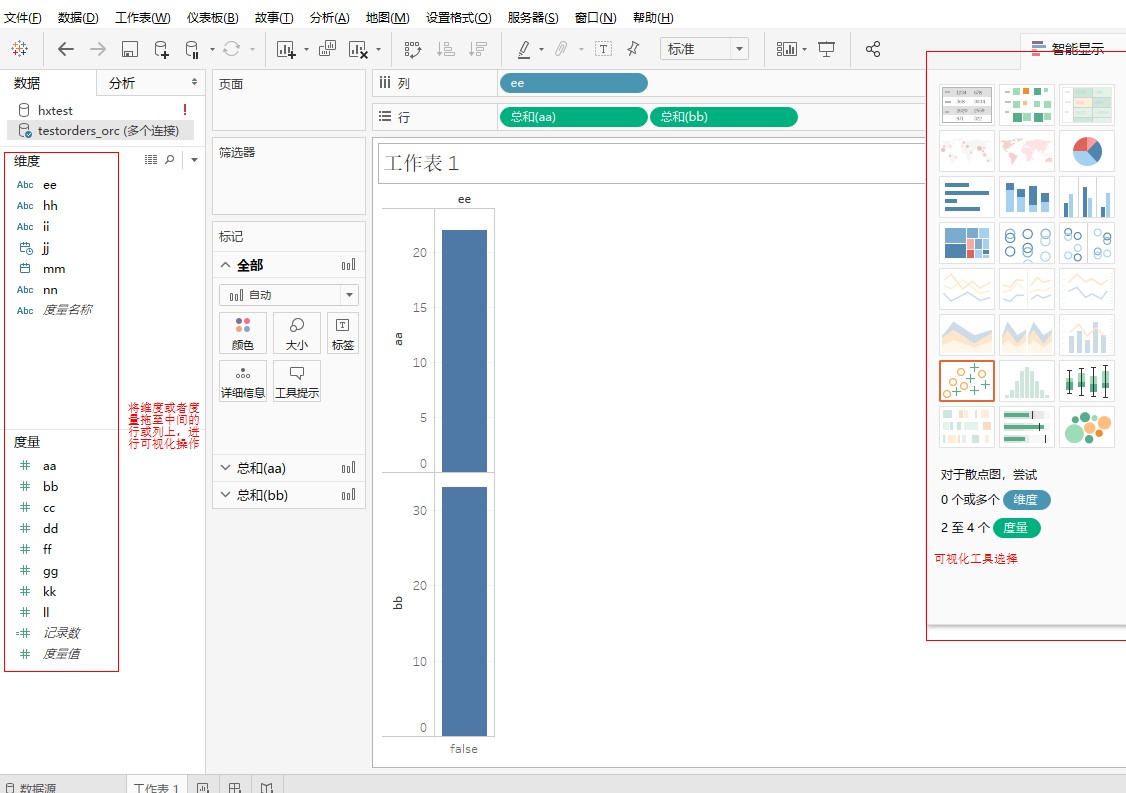 文件(F) 数据(D) 工作表(W) 仪表板(B) 故事(T) 分析(A) 地图(M) 设置格式(O) 服务器(S) 窗口(N) 帮助(H)
标准
智能显示
数据 分析
hxtest !
testorders_orc (多个连接)
维度
Abc ee
Abc hh
Abc ii
jj
mm
Abc nn
Abc 度量名称
将维度或者度
量拖至中间的
行或列上，进
行可视化操作
度量
aa
bb
cc
dd
ff
gg
kk
ll
记录数
度量值
页面
筛选器
标记
全部
自动
颜色 大小 标签
详细信息 工具提示
总和(aa)
总和(bb)
列 ee
行 总和(aa) 总和(bb)
工作表 1
ee
20
15
10
5
0
aa
30
20
10
0
bb
false
对于散点图，尝试
0 个或多个 维度
2 至 4 个 度量
可视化工具选择
数据源 工作表 1